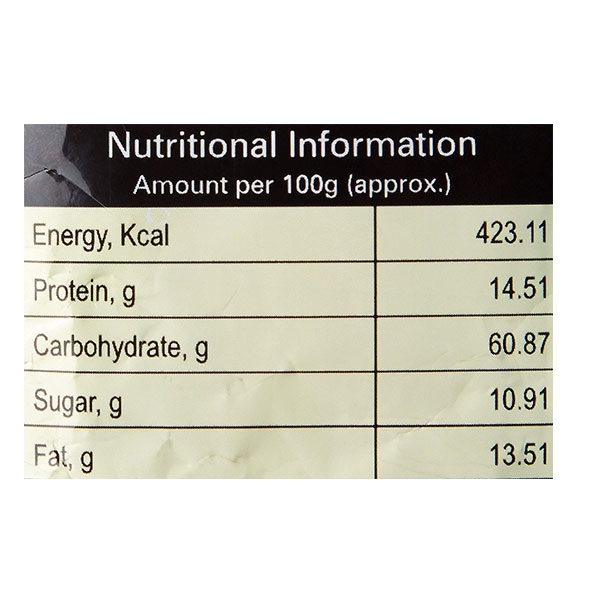 Nutritional Information
Amount per 100g (approx.)
Energy, Kcal 423.11
Protein, g 14.51
Carbohydrate, g 60.87
Sugar, g 10.91
Fat, g 13.51